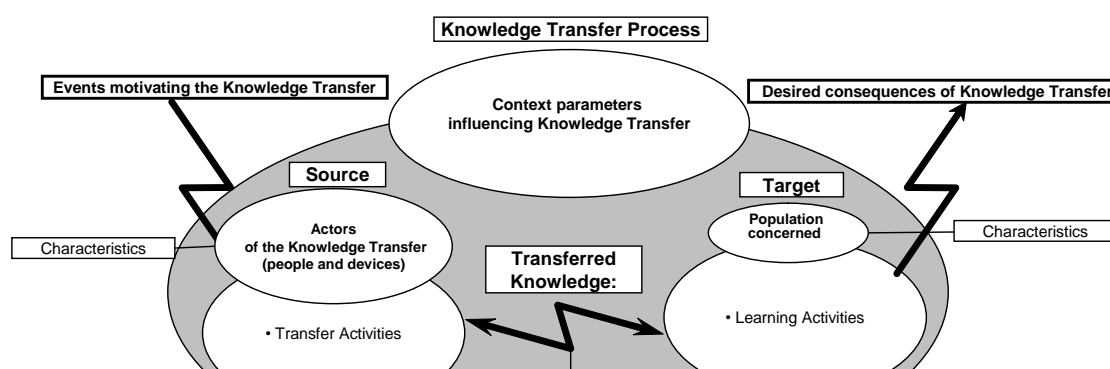 Knowledge Transfer Process
Events motivating the Knowledge Transfer
Desired consequences of Knowledge Transfer
Context parameters
influencing Knowledge Transfer
Source
Target
Actors
of the Knowledge Transfer
(people and devices)
Population
concerned
Characteristics
Characteristics
Transferred
Knowledge:
• Transfer Activities
• Learning Activities